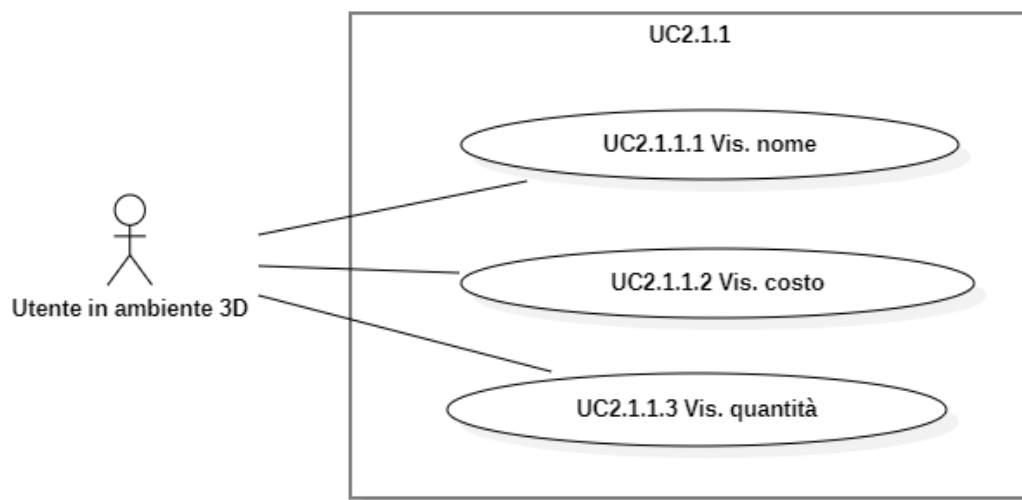 UC2.1.1
UC2.1.1.1 Vis. nome
Utente in ambiente 3D
UC2.1.1.2 Vis. costo
UC2.1.1.3 Vis. quantità